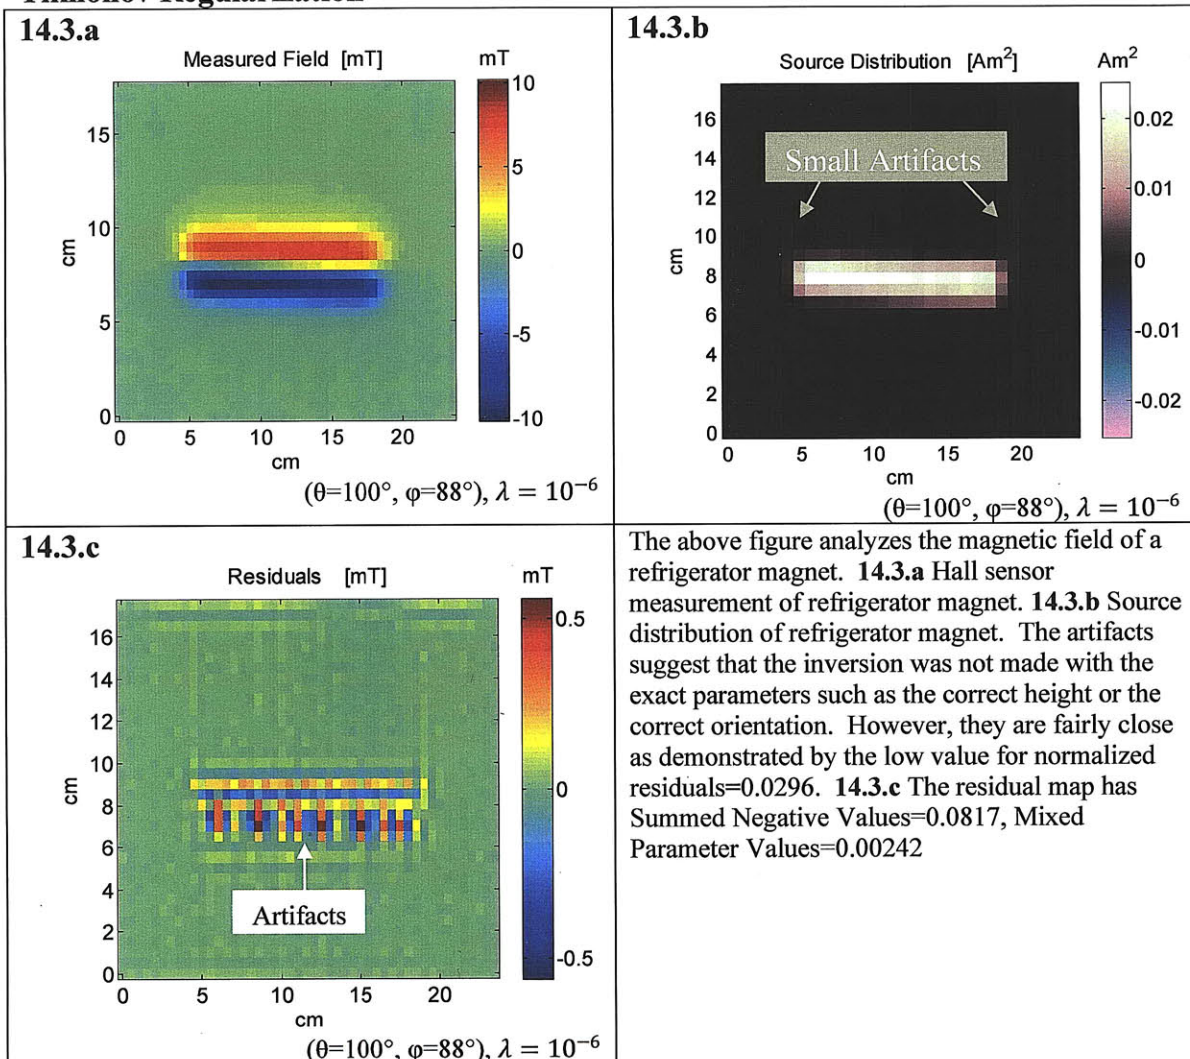 14.3.a
Measured Field [mT]
mT
10
5
0
-5
-10
15
10
5
0
cm
0 5 10 15 20
cm
(θ=100°, φ=88°), λ = 10⁻⁶
14.3.b
Source Distribution [Am²]
Am²
0.02
0.01
0
-0.01
-0.02
Small Artifacts
16
14
12
10
8
6
4
2
0
cm
0 5 10 15 20
cm
(θ=100°, φ=88°), λ = 10⁻⁶
14.3.c
Residuals [mT]
mT
0.5
0
-0.5
16
14
12
10
8
6
4
2
0
cm
Artifacts
0 5 10 15 20
cm
(θ=100°, φ=88°), λ = 10⁻⁶
The above figure analyzes the magnetic field of a
refrigerator magnet. 14.3.a Hall sensor
measurement of refrigerator magnet. 14.3.b Source
distribution of refrigerator magnet. The artifacts
suggest that the inversion was not made with the
exact parameters such as the correct height or the
correct orientation. However, they are fairly close
as demonstrated by the low value for normalized
residuals=0.0296. 14.3.c The residual map has
Summed Negative Values=0.0817, Mixed
Parameter Values=0.00242